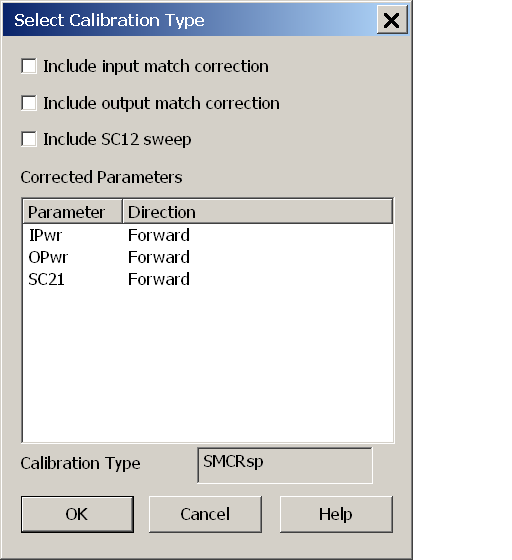 Select Calibration Type
Include input match correction
Include output match correction
Include SC12 sweep
Corrected Parameters
Parameter Direction
IPwr Forward
OPwr Forward
SC21 Forward
Calibration Type SMCRsp
OK Cancel Help